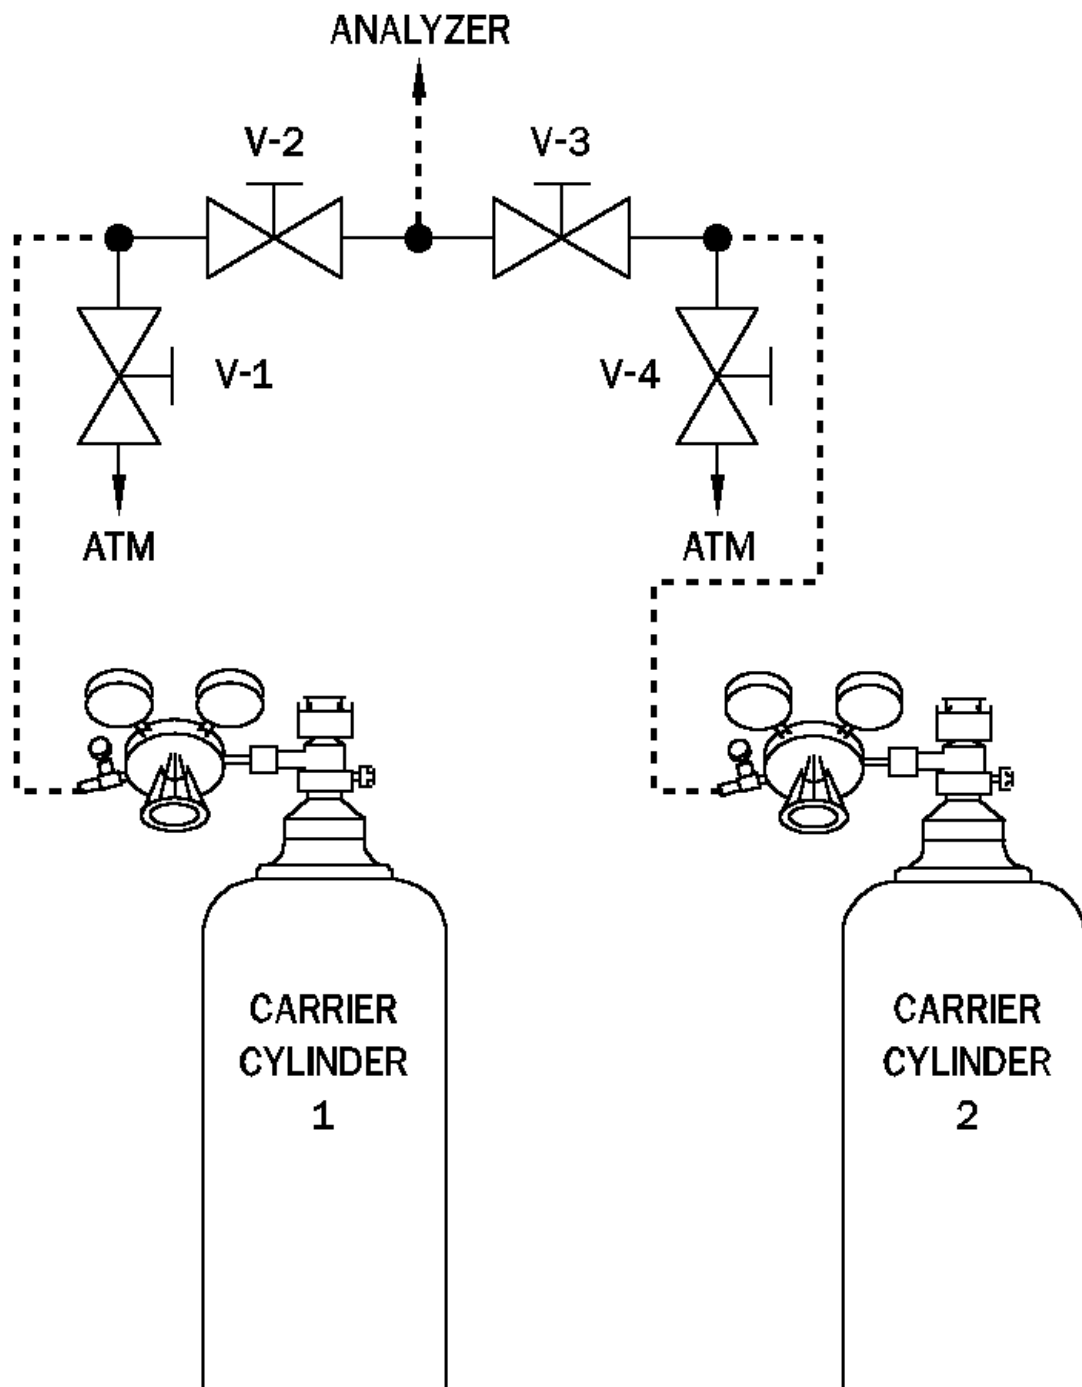 ANALYZER
V-2
V-3
V-1
V-4
ATM
ATM
CARRIER
CYLINDER
1
CARRIER
CYLINDER
2